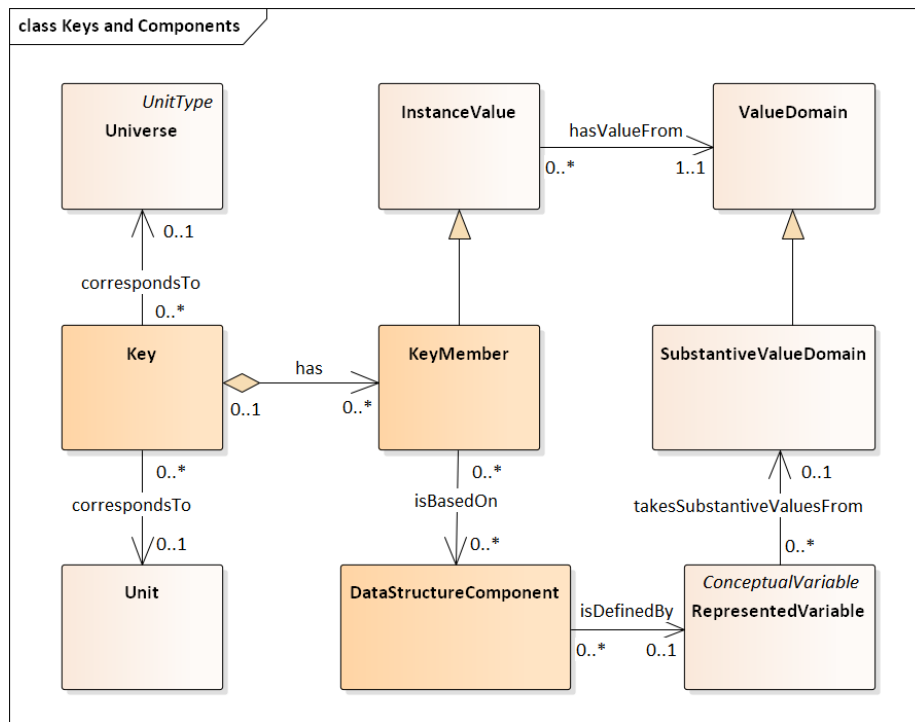 class Keys and Components
UnitType
Universe
InstanceValue
ValueDomain
hasValueFrom
0..*
1..1
0..1
correspondsTo
0..*
Key
KeyMember
SubstantiveValueDomain
has
0..1
0..*
0..*
0..*
0..1
correspondsTo
isBasedOn
takesSubstantiveValuesFrom
0..1
0..*
0..*
Unit
DataStructureComponent
ConceptualVariable
RepresentedVariable
isDefinedBy
0..*
0..1